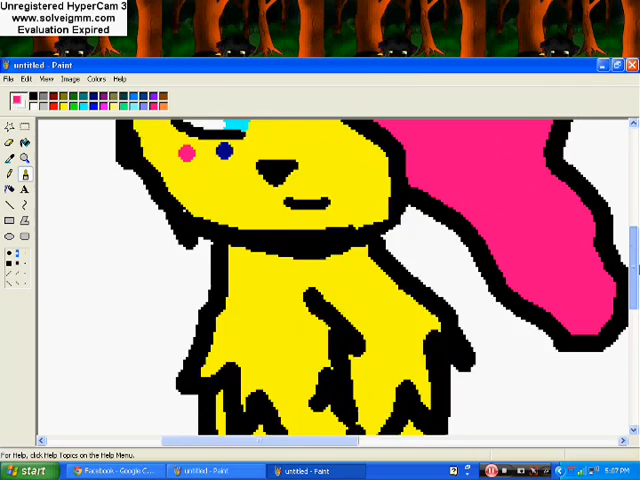 Unregistered HyperCam 3
www.solveigmm.com
Evaluation Expired
untitled - Paint
File Edit View Image Colors Help
A
For Help, click Help Topics on the Help Menu.
start
Facebook - Google C...
untitled - Paint
untitled - Paint
5:07 PM